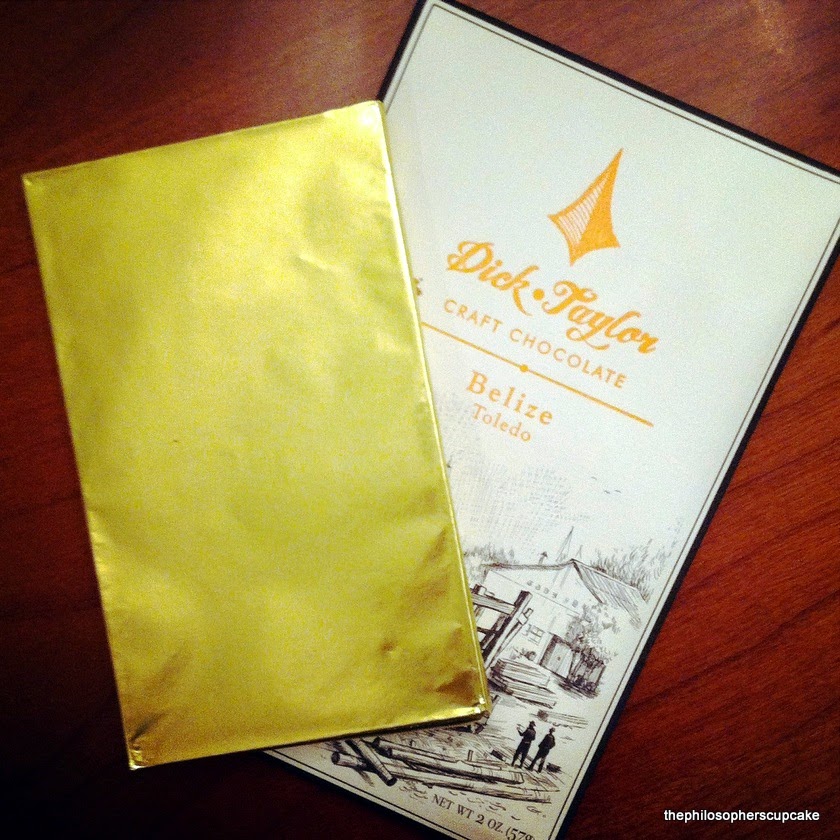 Dick • Taylor
CRAFT CHOCOLATE
Belize
Toledo
NET WT 2 OZ (57g
thephilosopherscupcake